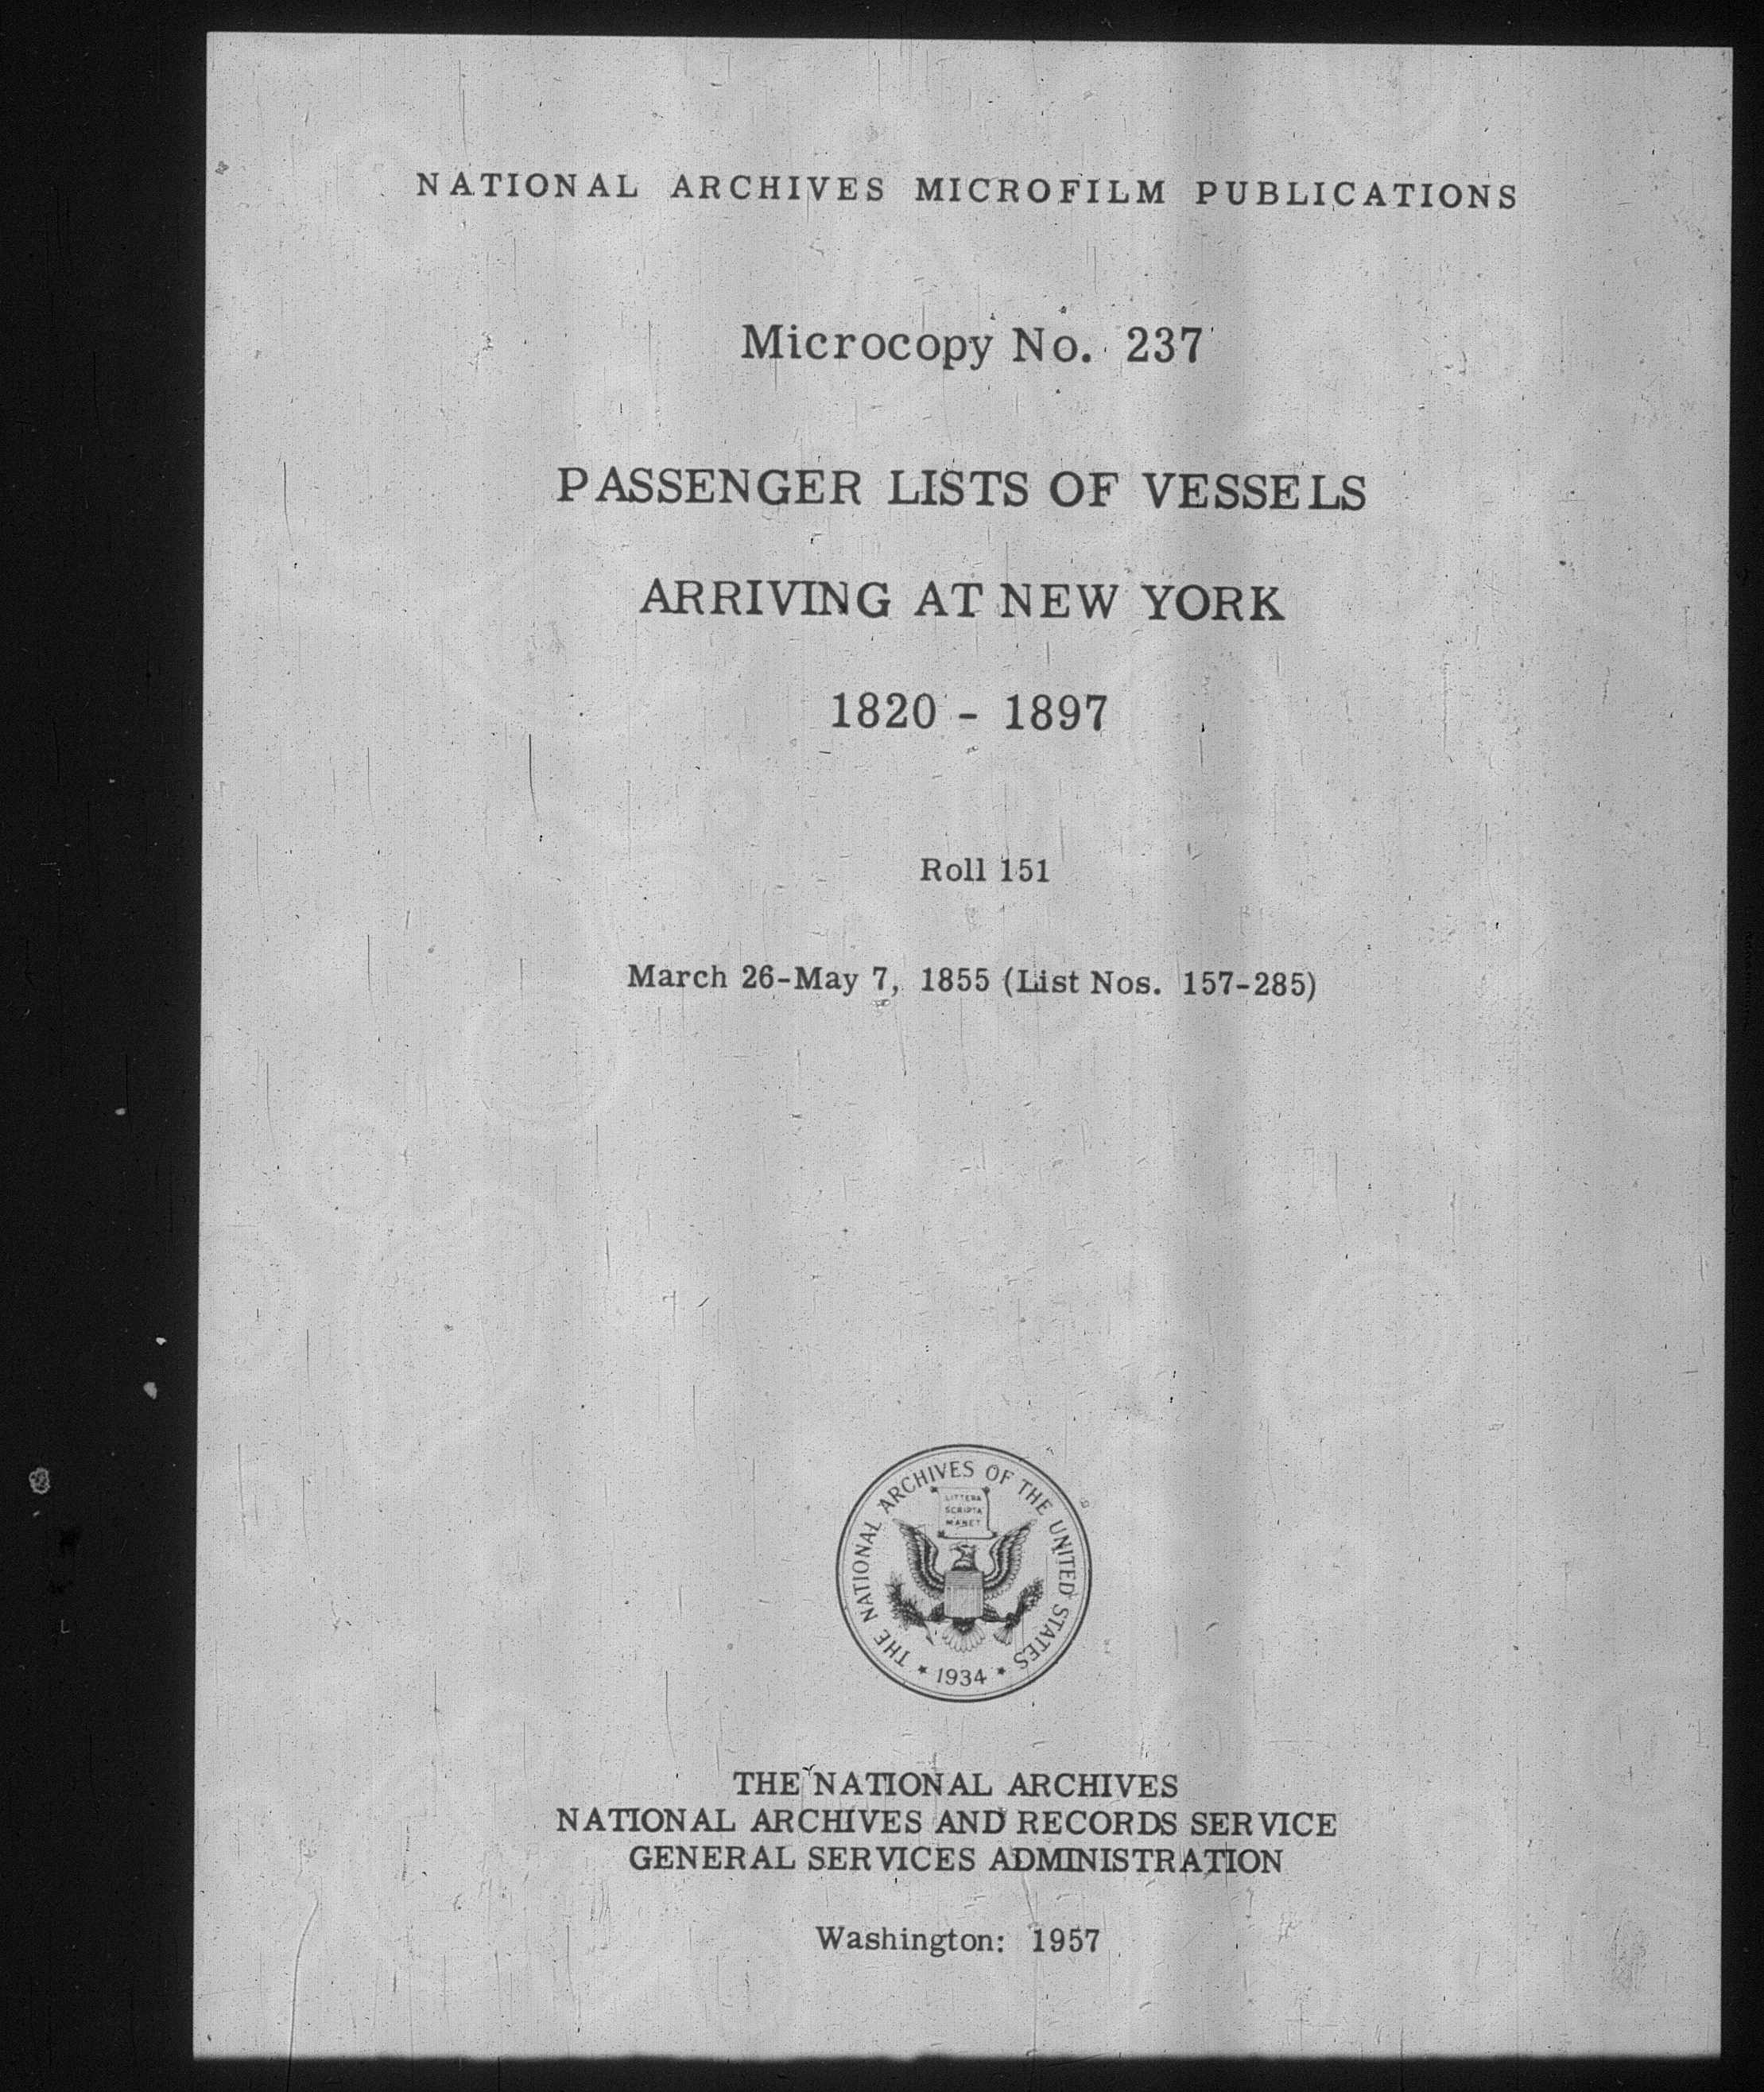 NATIONAL ARCHIVES MICROFILM PUBLICATIONS
Microcopy No. 237
PASSENGER LISTS OF VESSELS
ARRIVING AT NEW YORK
1820 - 1897
Roll 151
March 26-May 7, 1855 (List Nos. 157-285)
THE NATIONAL ARCHIVES OF THE UNITED STATES
LITTERA
SCRIPTA
MANET
★ 1934 ★
THE NATIONAL ARCHIVES
NATIONAL ARCHIVES AND RECORDS SERVICE
GENERAL SERVICES ADMINISTRATION
Washington: 1957